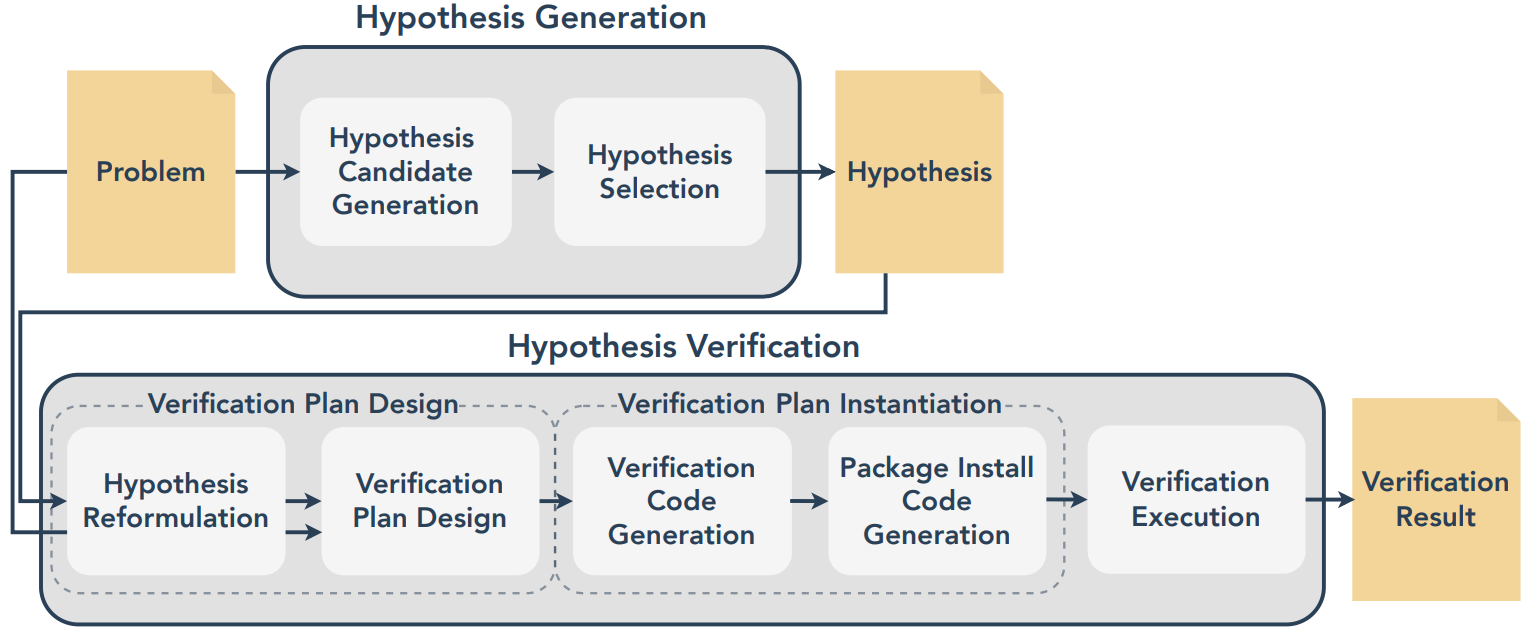 Hypothesis Generation
Problem
Hypothesis
Candidate
Generation
Hypothesis
Selection
Hypothesis
Hypothesis Verification
Verification Plan Design
Verification Plan Instantiation
Hypothesis
Reformulation
Verification
Plan Design
Verification
Code
Generation
Package Install
Code
Generation
Verification
Execution
Verification
Result